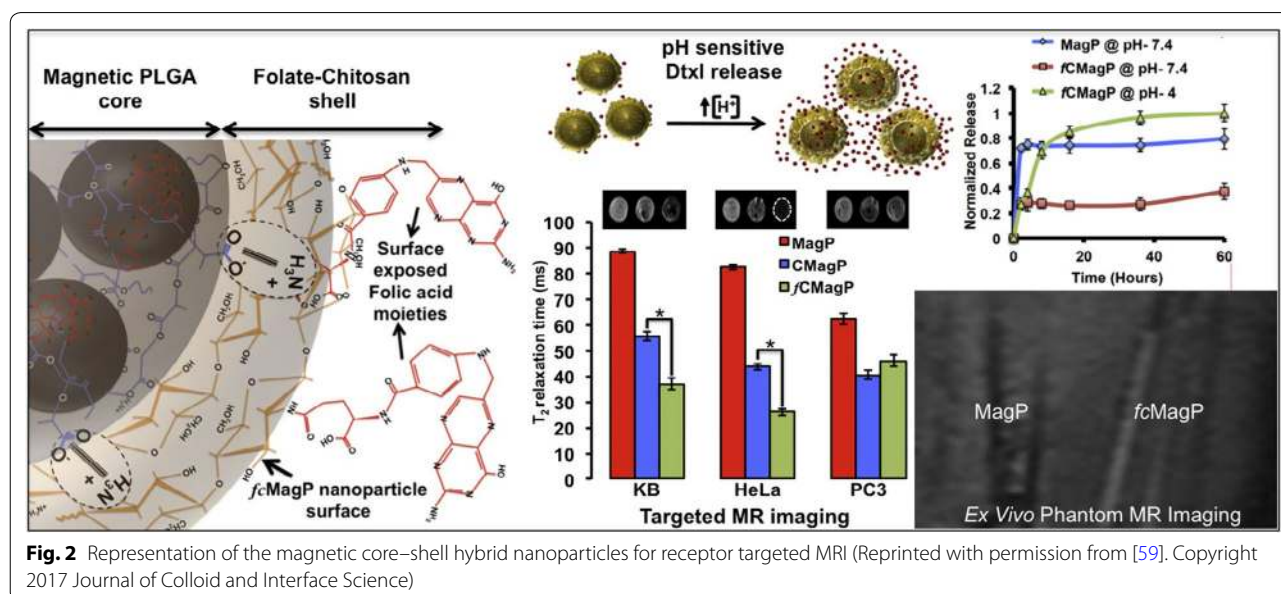 Magnetic PLGA
core
Folate-Chitosan
shell
Surface
exposed
Folic acid
moieties
fcMagP nanoparticle
surface
pH sensitive
Dtxl release
↑[H⁺]
MagP @ pH- 7.4
fCMagP @ pH- 7.4
fCMagP @ pH- 4
Normalized Release
1.2
1
0.8
0.6
0.4
0.2
0
0 20 40 60
Time (Hours)
T₂ relaxation time (ms)
100
90
80
70
60
50
40
30
20
10
0
MagP
CMagP
fCMagP
*
*
KB HeLa PC3
Targeted MR imaging
MagP
fcMagP
Ex Vivo Phantom MR Imaging
Fig. 2 Representation of the magnetic core–shell hybrid nanoparticles for receptor targeted MRI (Reprinted with permission from [59]. Copyright
2017 Journal of Colloid and Interface Science)